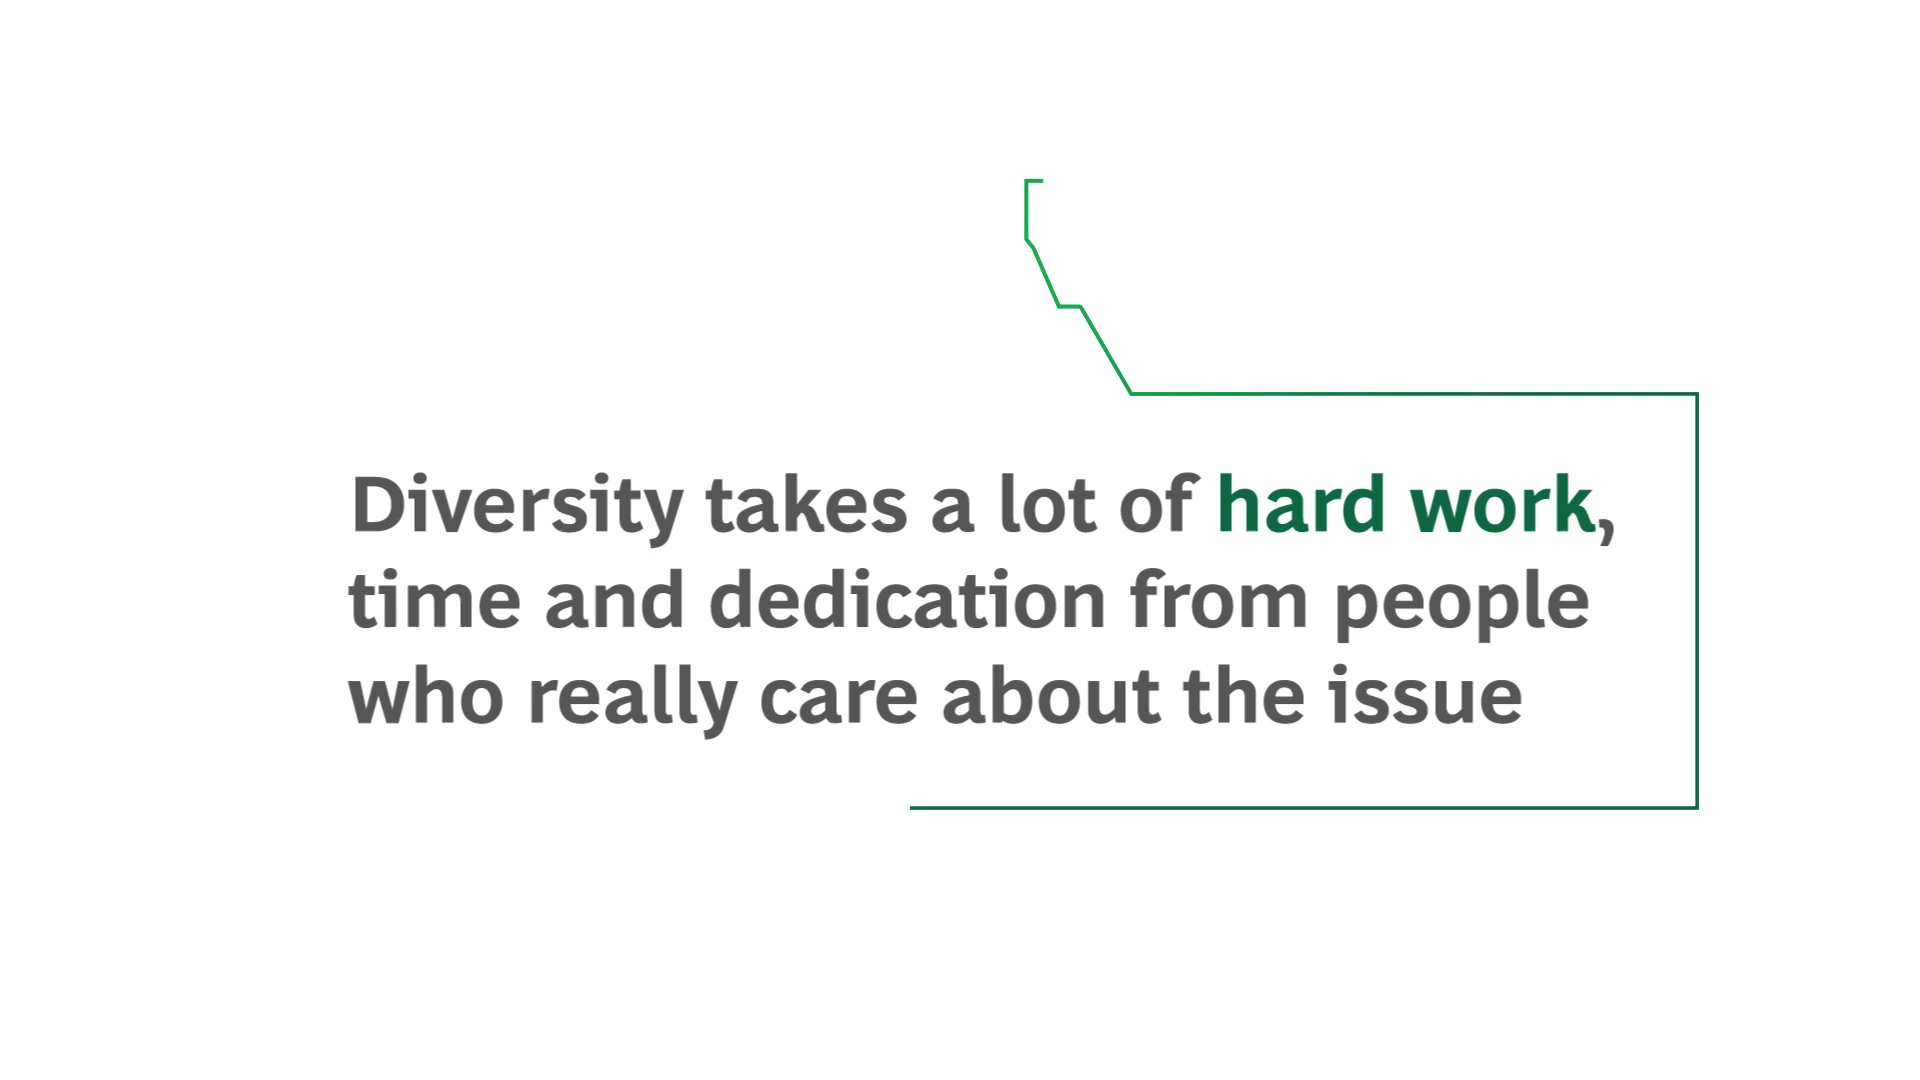 Diversity takes a lot of hard work,
time and dedication from people
who really care about the issue